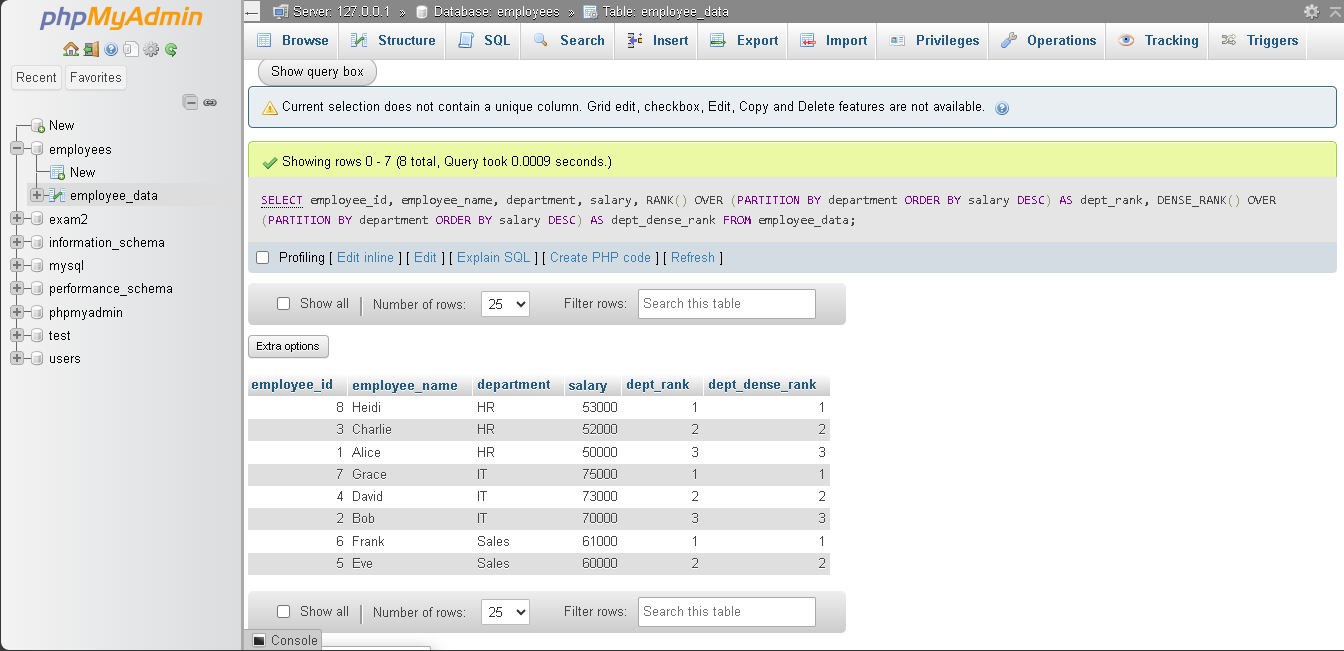 phpMyAdmin
Recent Favorites
New
employees
New
employee_data
exam2
information_schema
mysql
performance_schema
phpmyadmin
test
users
Server: 127.0.0.1 » Database: employees » Table: employee_data
Browse Structure SQL Search Insert Export Import Privileges Operations Tracking Triggers
Show query box
Current selection does not contain a unique column. Grid edit, checkbox, Edit, Copy and Delete features are not available.
Showing rows 0 - 7 (8 total, Query took 0.0009 seconds.)
SELECT employee_id, employee_name, department, salary, RANK() OVER (PARTITION BY department ORDER BY salary DESC) AS dept_rank, DENSE_RANK() OVER
(PARTITION BY department ORDER BY salary DESC) AS dept_dense_rank FROM employee_data;
Profiling [ Edit inline ] [ Edit ] [ Explain SQL ] [ Create PHP code ] [ Refresh ]
Show all | Number of rows: 25 Filter rows: Search this table
Extra options
employee_id employee_name department salary dept_rank dept_dense_rank
8 Heidi HR 53000 1 1
3 Charlie HR 52000 2 2
1 Alice HR 50000 3 3
7 Grace IT 75000 1 1
4 David IT 73000 2 2
2 Bob IT 70000 3 3
6 Frank Sales 61000 1 1
5 Eve Sales 60000 2 2
Show all | Number of rows: 25 Filter rows: Search this table
Console